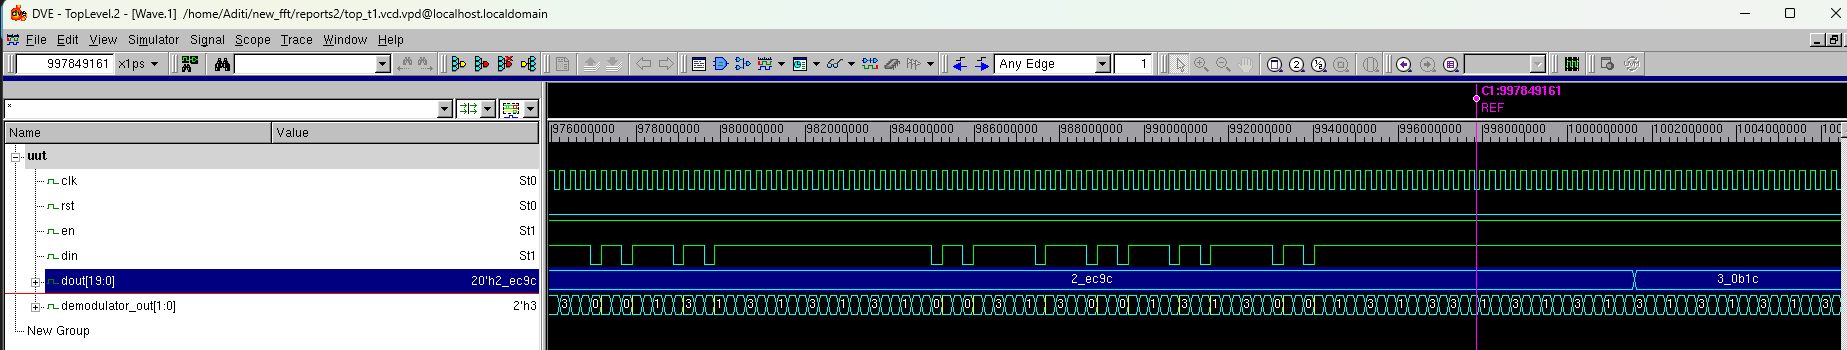 DVE - TopLevel.2 - [Wave.1] /home/Aditi/new_fft/reports2/top_t1.vcd.vpd@localhost.localdomain
File Edit View Simulator Signal Scope Trace Window Help
997849161 x1ps Any Edge 1
*
C1:997849161
REF
Name Value
976000000 978000000 980000000 982000000 984000000 986000000 988000000 990000000 992000000 994000000 996000000 998000000 1000000000 1002000000 1004000000 100
uut
clk St0
rst St0
en St1
din St1
dout[19:0] 20'h2_ec9c 2_ec9c 3_0b1c
demodulator_out[1:0] 2'h3
New Group